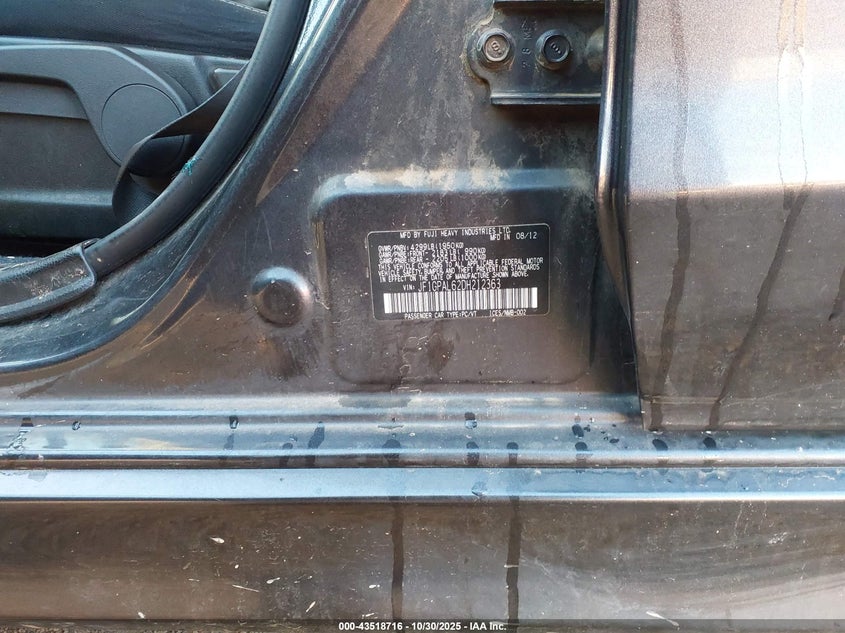 MFD BY FUJI HEAVY INDUSTRIES LTD.
MFD IN 08/12
GVWR/PNBV: 4299LB(1950KG)
GAWR/PNBE(FRONT: 2183LB( 990KG)
GAWR/PNBE(REAR: LB(1000KG)
THIS VEHICLE CONFORMS TO ALL APPLICABLE FEDERAL MOTOR
VEHICLE SAFETY, BUMPER, AND THEFT PREVENTION
IN EFFECT ON THE DATE OF MANUFACTURE SHOWN ABOVE.
VIN: JF1GPAL62DH212363
PASSENGER CAR TYPE:PC/VT ICES/NMB-002
000-43518716 - 10/30/2025 - IAA Inc.